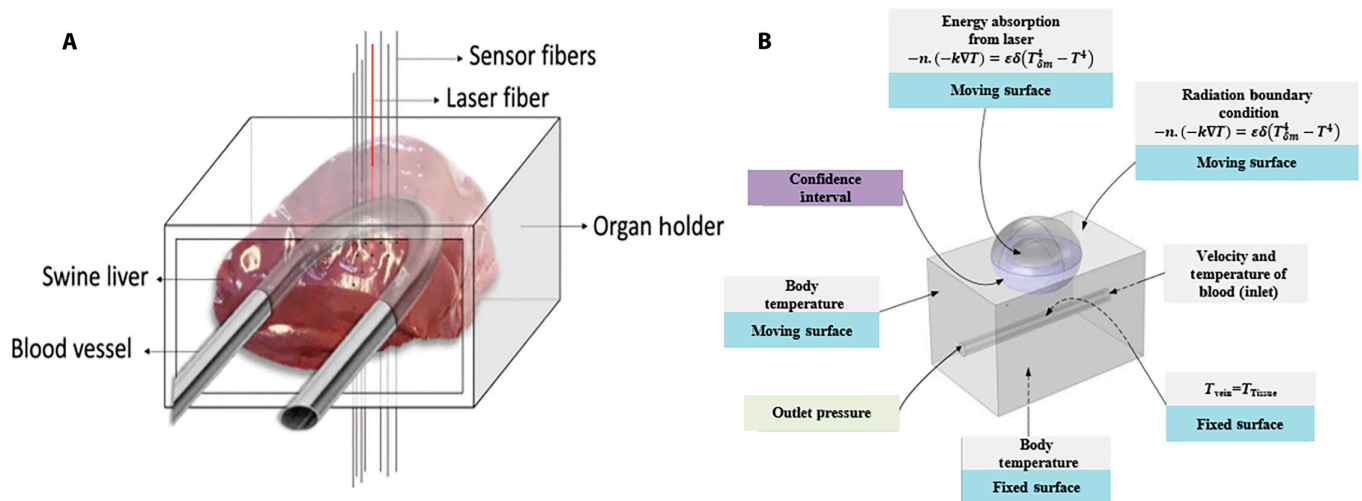 A
Sensor fibers
Laser fiber
Organ holder
Swine liver
Blood vessel
B
Energy absorption
from laser
−n. (−k∇T) = εδ(T⁴δm − T⁴)
Moving surface
Radiation boundary
condition
−n. (−k∇T) = εδ(T⁴δm − T⁴)
Moving surface
Confidence
interval
Velocity and
temperature of
blood (inlet)
Body
temperature
Moving surface
Outlet pressure
Tvein=TTissue
Fixed surface
Body
temperature
Fixed surface